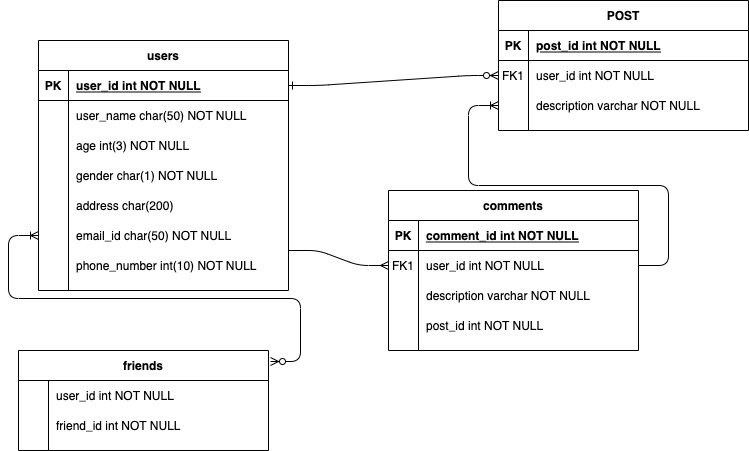 users
PK user_id int NOT NULL
user_name char(50) NOT NULL
age int(3) NOT NULL
gender char(1) NOT NULL
address char(200)
email_id char(50) NOT NULL
phone_number int(10) NOT NULL
POST
PK post_id int NOT NULL
FK1 user_id int NOT NULL
description varchar NOT NULL
comments
PK comment_id int NOT NULL
FK1 user_id int NOT NULL
description varchar NOT NULL
post_id int NOT NULL
friends
user_id int NOT NULL
friend_id int NOT NULL